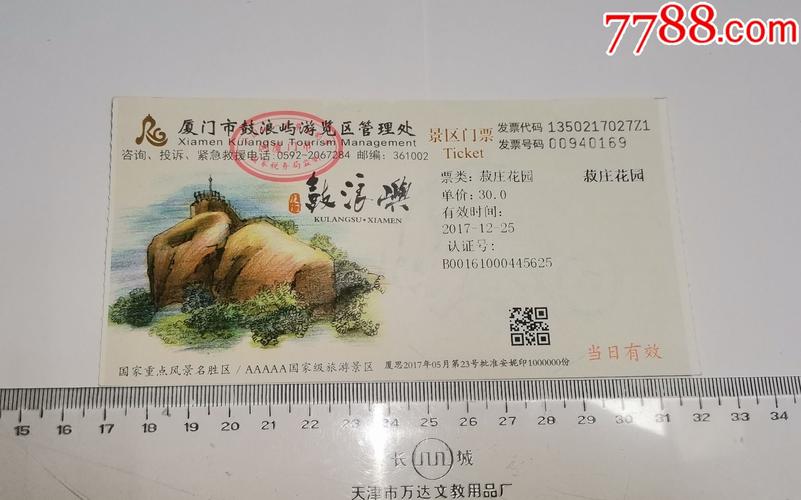 7788.com
厦门市鼓浪屿游览区管理处
Xiamen Kulangsu Tourism Management
咨询、投诉、紧急救援电话:0592-2067284 邮编: 361002
景区门票
Ticket
发票代码 135021702721
发票号码 00940169
鼓浪屿
KULANGSU·XIAMEN
票类: 菽庄花园 菽庄花园
单价: 30.0
有效时间:
2017-12-25
认证号:
B00161000445625
当日有效
国家重点风景名胜区 / AAAAA国家级旅游景区
厦思2017年05月第23号批准安妮印1000000份
15 16 17 18 19 20 21 22 23 24 25 26 27 28 29 30 31 32 33 34
长城
天津市万达文教用品厂